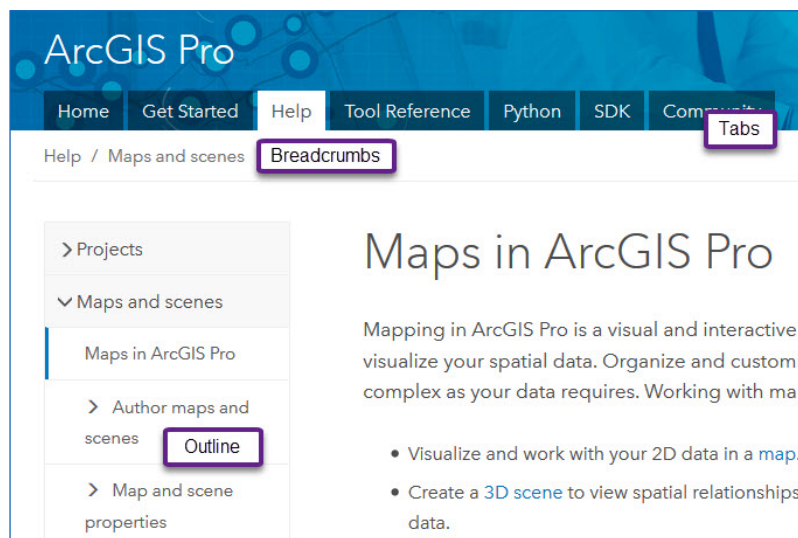 ArcGIS Pro
Home Get Started Help Tool Reference Python SDK Community
Tabs
Help / Maps and scenes Breadcrumbs
Projects
Maps and scenes
Maps in ArcGIS Pro
Author maps and
scenes
Outline
Map and scene
properties
Maps in ArcGIS Pro
Mapping in ArcGIS Pro is a visual and interactive
visualize your spatial data. Organize and custom
complex as your data requires. Working with ma
• Visualize and work with your 2D data in a map.
• Create a 3D scene to view spatial relationships
data.